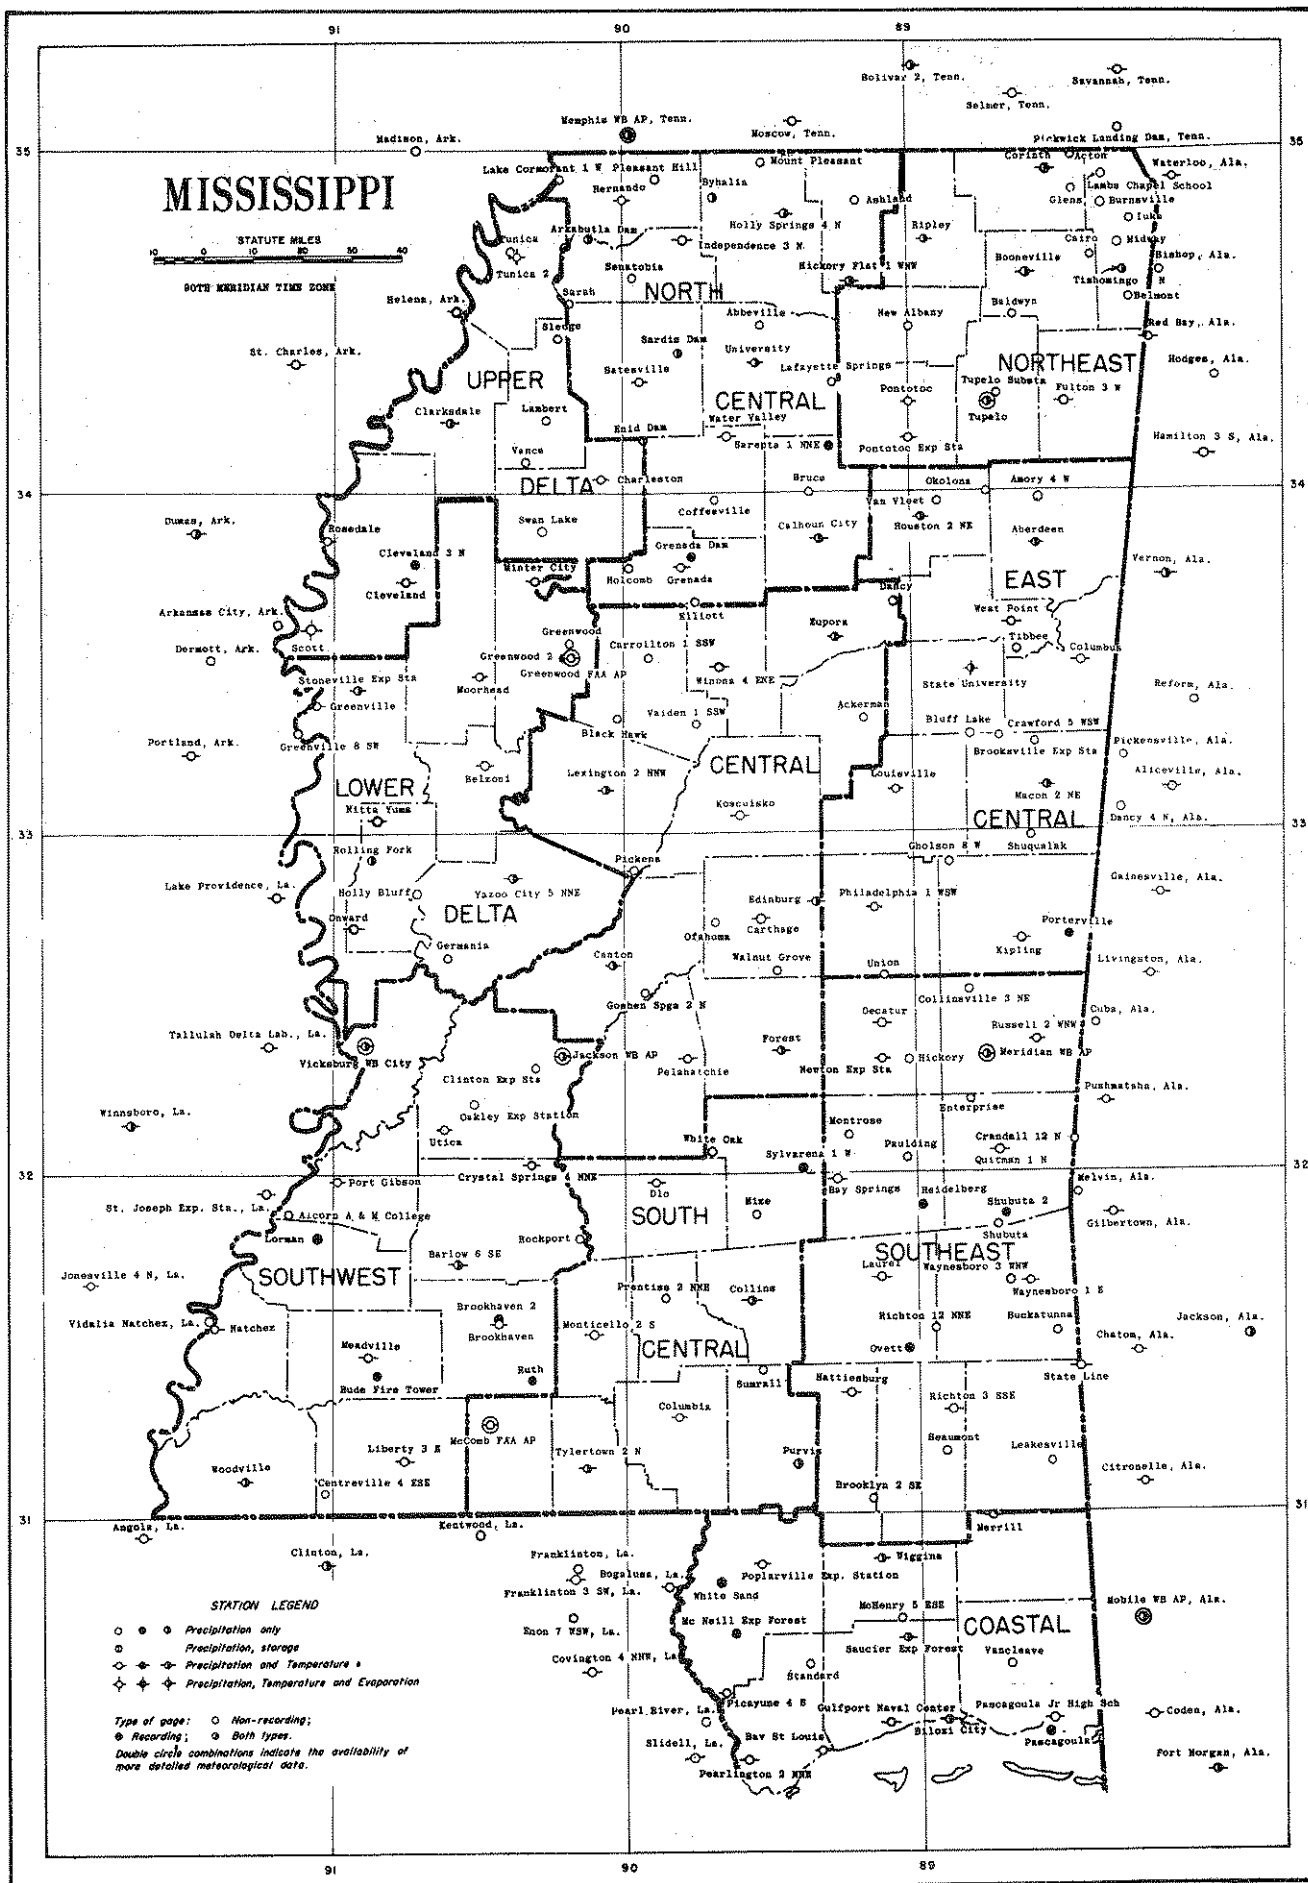 91 90 89
Bolivar 2, Tenn.
Savannah, Tenn.
Selmer, Tenn.
Memphis WB AP, Tenn.
Moscow, Tenn.
Pickwick Landing Dam, Tenn.
Madison, Ark.
35 35
Corinth Acton
Waterloo, Ala.
Mount Pleasant
Lake Cormorant 1 W Pleasant Hill
MISSISSIPPI
Hernando
Byhalia
Ashland
Lambs Chapel School
Glens
Burnsville
Iuka
Holly Springs 4 N
Ripley
Cairo
Midway
STATUTE MILES
10 0 10 20 30 40
Arkabutla Dam
Tunica
Independence 3 N
Tunica 2
Senatobia
Hickory Flat 1 WNW
Booneville
Bishop, Ala.
Tishomingo N
90TH MERIDIAN TIME ZONE
Helena, Ark.
Sarah
NORTH
Baldwyn
Belmont
Sledge
Abbeville
New Albany
Red Bay, Ala.
St. Charles, Ark.
Sardis Dam
University
NORTHEAST
Hodges, Ala.
UPPER
Batesville
Lafayette Springs
Tupelo Substa
Fulton 3 W
CENTRAL
Pontotoc
Tupelo
Clarksdale
Lambert
Enid Dam
Water Valley
Sarepta 1 NNE
Pontotoc Exp Sta
Hamilton 3 S, Ala.
Vance
DELTA
Charleston
Bruce
Okolona
Amory 4 W
34 34
Van Vleet
Dumas, Ark.
Rosedale
Swan Lake
Coffeeville
Calhoun City
Houston 2 NE
Aberdeen
Cleveland 3 N
Grenada Dam
Vernon, Ala.
Minter City
Holcomb
Grenada
EAST
Cleveland
Dancy
Arkansas City, Ark.
Elliott
West Point
Scott
Greenwood
Eupora
Tibbee
Columbus
Dermott, Ark.
Greenwood 2
Carrollton 1 SSW
Stoneville Exp Sta
Greenwood FAA AP
Winona 4 ENE
State University
Moorhead
Reform, Ala.
Greenville
Vaiden 1 SSW
Ackerman
Bluff Lake
Crawford 5 WSW
Black Hawk
Portland, Ark.
Greenville 8 SW
Brooksville Exp Sta
Pickensville, Ala.
Belzoni
Lexington 2 NNW
CENTRAL
Louisville
Aliceville, Ala.
LOWER
Macon 2 NE
Nitta Yuma
Kosciusko
CENTRAL
Dancy 4 N, Ala.
33 33
Rolling Fork
Pickens
Gholson 8 W
Shuqualak
Lake Providence, La.
Holly Bluff
Yazoo City 5 NNE
Philadelphia 1 WSW
Gainesville, Ala.
Edinburg
Onward
DELTA
Ofahoma
Carthage
Porterville
Germania
Walnut Grove
Union
Kipling
Livingston, Ala.
Canton
Goshen Spgs 2 N
Collinsville 3 NE
Decatur
Cuba, Ala.
Russell 2 WNW
Tallulah Delta Lab., La.
Forest
Hickory
Meridian WB AP
Vicksburg WB City
Jackson WB AP
Clinton Exp Sta
Pelahatchie
Newton Exp Sta
Pushmataha, Ala.
Winnsboro, La.
Oakley Exp Station
Enterprise
Montrose
Utica
White Oak
Paulding
Crandall 12 N
Sylvarena 1 W
Quitman 1 N
32 32
Crystal Springs 4 NNE
Port Gibson
Dlo
Bay Springs
Heidelberg
Melvin, Ala.
St. Joseph Exp. Sta., La.
Mize
Shubuta 2
Alcorn A & M College
SOUTH
Shubuta
Gilbertown, Ala.
Lorman
Rockport
SOUTHEAST
Barlow 6 SE
Laurel
Waynesboro 3 WNW
Jonesville 4 N, La.
SOUTHWEST
Prentiss 2 NNE
Collins
Waynesboro 1 E
Brookhaven 2
Richton 12 NNE
Buckatunna
Jackson, Ala.
Vidalia Natchez, La.
Natchez
Brookhaven
Monticello 2 S
Chatom, Ala.
Meadville
CENTRAL
Ovett
Ruth
Sumrall
Hattiesburg
State Line
Bude Fire Tower
Richton 3 SSE
Columbia
Liberty 3 E
McComb FAA AP
Tylertown 2 N
Purvis
Beaumont
Leakesville
Woodville
Citronelle, Ala.
Centreville 4 ESE
Brooklyn 2 SE
31 31
Angola, La.
Kentwood, La.
Merrill
Clinton, La.
Franklinton, La.
Wiggins
Bogalusa, La.
Poplarville Exp. Station
Franklinton 3 SW, La.
White Sand
STATION LEGEND
Mc Neill Exp Forest
McHenry 5 ESE
Mobile WB AP, Ala.
COASTAL
Precipitation only
Enon 7 WSW, La.
Saucier Exp Forest
Vancleave
Precipitation, storage
Covington 4 NNW, La.
Standard
Precipitation and Temperature
Precipitation, Temperature and Evaporation
Picayune 4 S
Pearl River, La.
Gulfport Naval Center
Pascagoula Jr High Sch
Coden, Ala.
Type of gage: Non-recording;
Biloxi City
Recording; Both types.
Slidell, La.
Bay St Louis
Pascagoula
Double circle combinations indicate the availability of
more detailed meteorological data.
Pearlington 2 NNE
Fort Morgan, Ala.
91 90 89